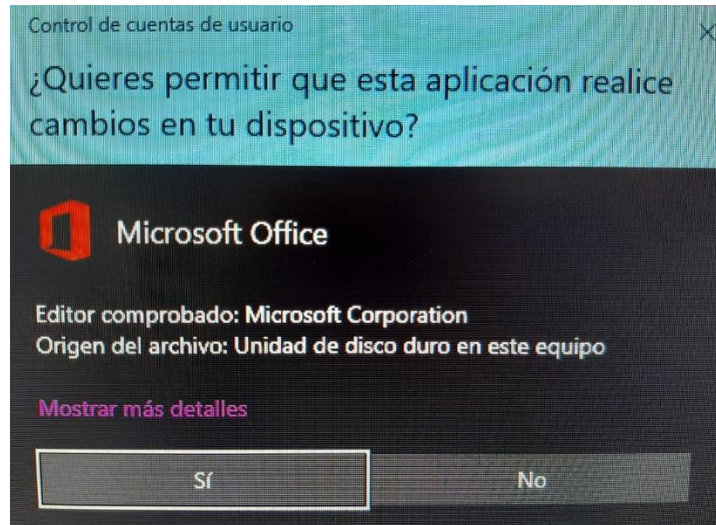 Control de cuentas de usuario
¿Quieres permitir que esta aplicación realice
cambios en tu dispositivo?
Microsoft Office
Editor comprobado: Microsoft Corporation
Origen del archivo: Unidad de disco duro en este equipo
Mostrar más detalles
Sí
No